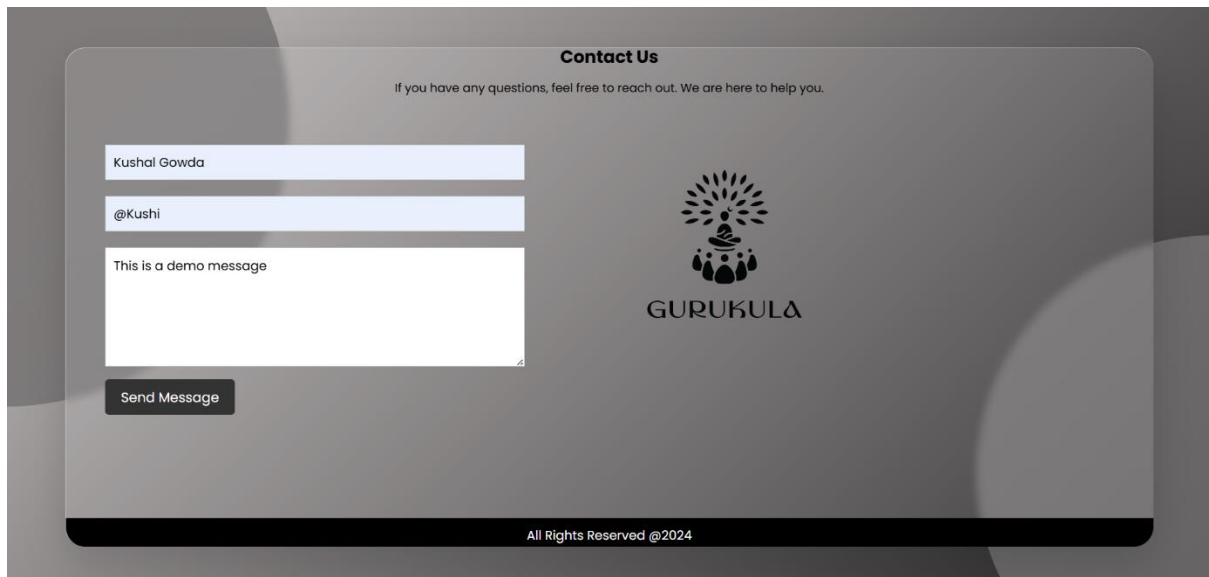 Contact Us
If you have any questions, feel free to reach out. We are here to help you.
Kushal Gowda
@Kushi
This is a demo message
Send Message
GURUKULA
All Rights Reserved @2024